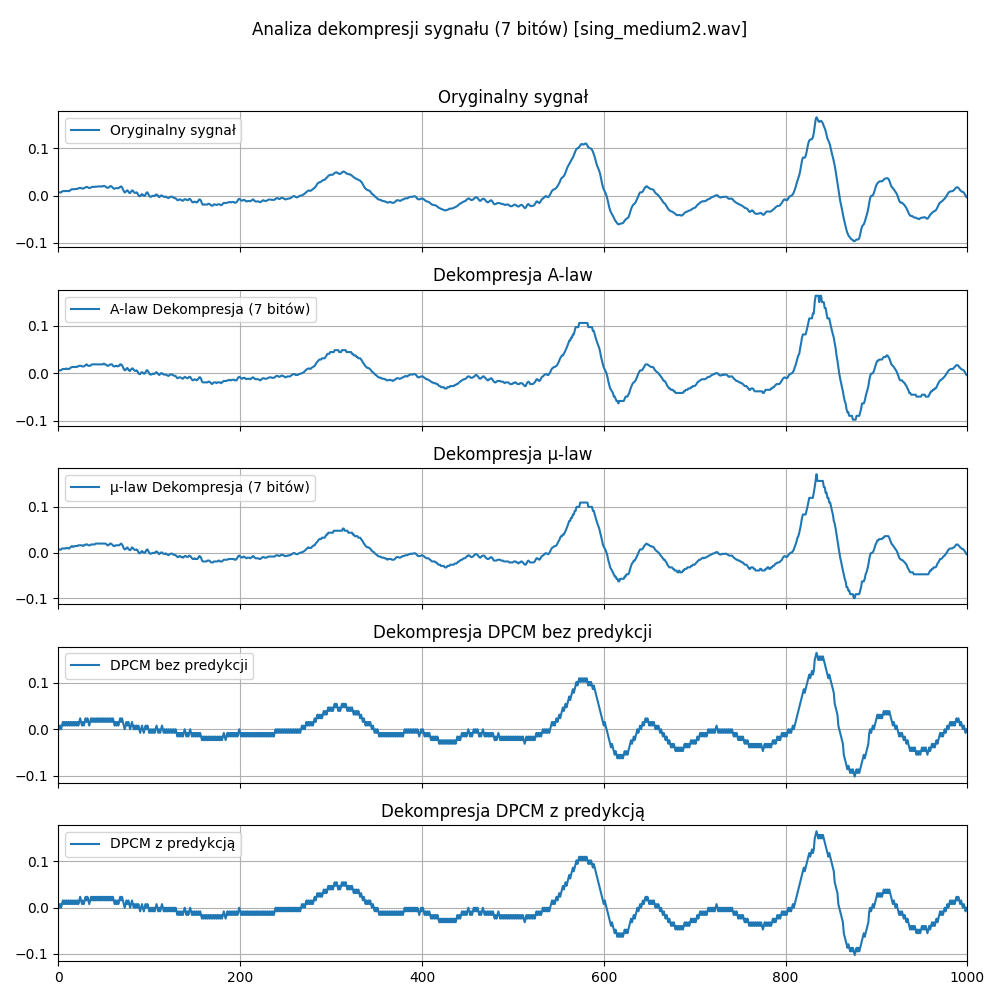 Analiza dekompresji sygnału (7 bitów) [sing_medium2.wav]
Oryginalny sygnał
Oryginalny sygnał
0.1
0.0
−0.1
Dekompresja A-law
A-law Dekompresja (7 bitów)
0.1
0.0
−0.1
Dekompresja μ-law
μ-law Dekompresja (7 bitów)
0.1
0.0
−0.1
Dekompresja DPCM bez predykcji
DPCM bez predykcji
0.1
0.0
−0.1
Dekompresja DPCM z predykcją
DPCM z predykcją
0.1
0.0
−0.1
0 200 400 600 800 1000